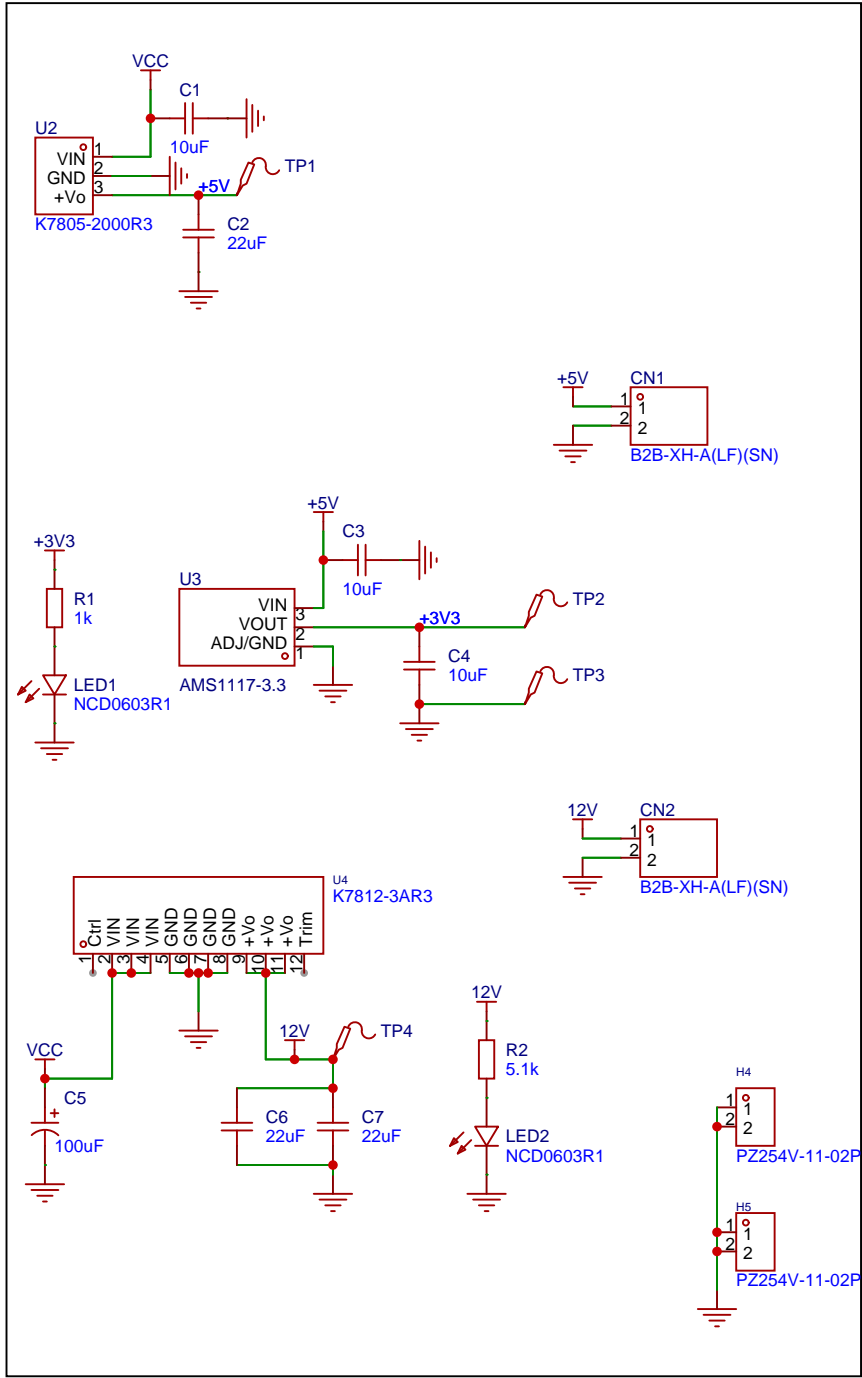 VCC
C1
10uF
U2
VIN
GND
+Vo
1
2
3
K7805-2000R3
+5V
TP1
C2
22uF
+5V
CN1
1
2
1
2
B2B-XH-A(LF)(SN)
+5V
C3
10uF
+3V3
R1
1k
LED1
NCD0603R1
U3
VIN
VOUT
ADJ/GND
3
2
1
AMS1117-3.3
+3V3
TP2
C4
10uF
TP3
12V
CN2
1
2
1
2
B2B-XH-A(LF)(SN)
U4
K7812-3AR3
Ctrl
VIN
VIN
VIN
GND
GND
GND
GND
+Vo
+Vo
+Vo
Trim
1
2
3
4
5
6
7
8
9
10
11
12
VCC
C5
+
100uF
12V
TP4
C6
22uF
C7
22uF
12V
R2
5.1k
LED2
NCD0603R1
H4
1
2
1
2
PZ254V-11-02P
H5
1
2
1
2
PZ254V-11-02P